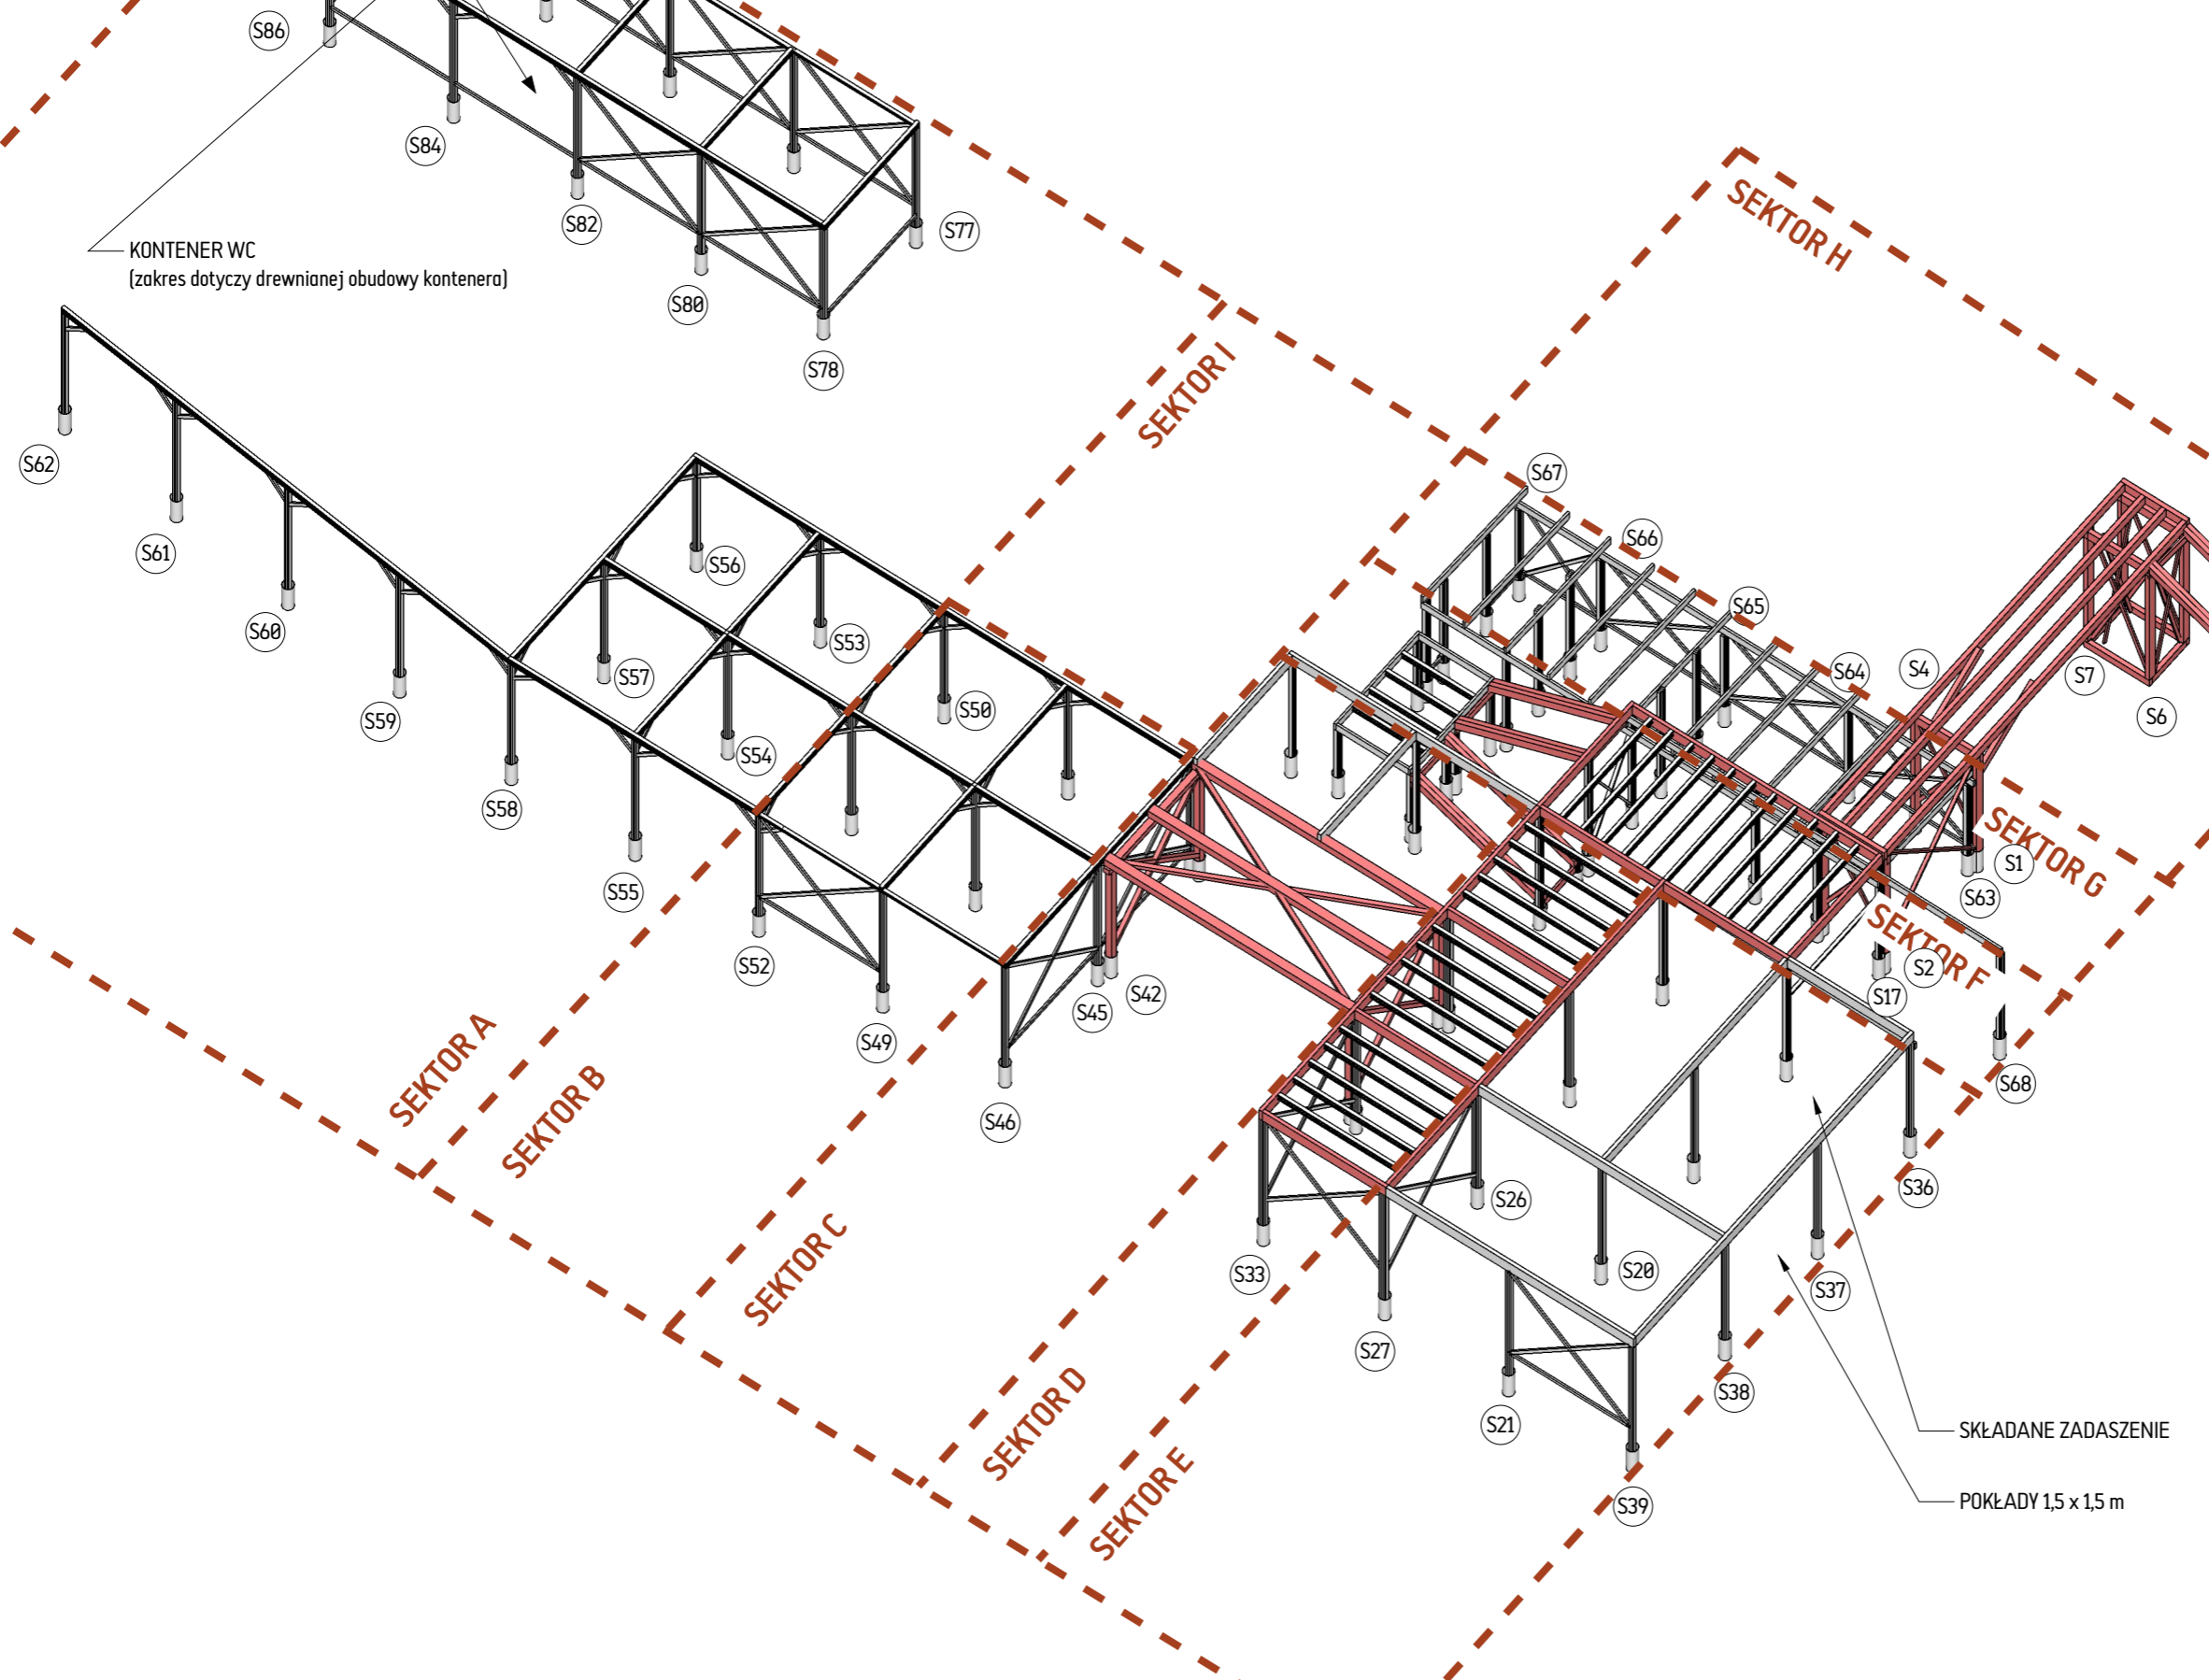 S86
S84
S82
S77
KONTENER WC
(zakres dotyczy drewnianej obudowy kontenera)
S80
S78
SEKTOR H
SEKTOR I
S62
S67
S66
S61
S56
S65
S60
S53
S57
S64
S4
S7
S59
S50
S6
S54
S58
SEKTOR G
S1
S55
S63
SEKTOR F
S52
S2
S45
S42
S17
S49
SEKTOR A
SEKTOR B
S46
S68
S36
S26
S33
S20
SEKTOR C
S37
S27
S38
SEKTOR D
S21
SKŁADANE ZADASZENIE
SEKTOR E
S39
POKŁADY 1,5 x 1,5 m